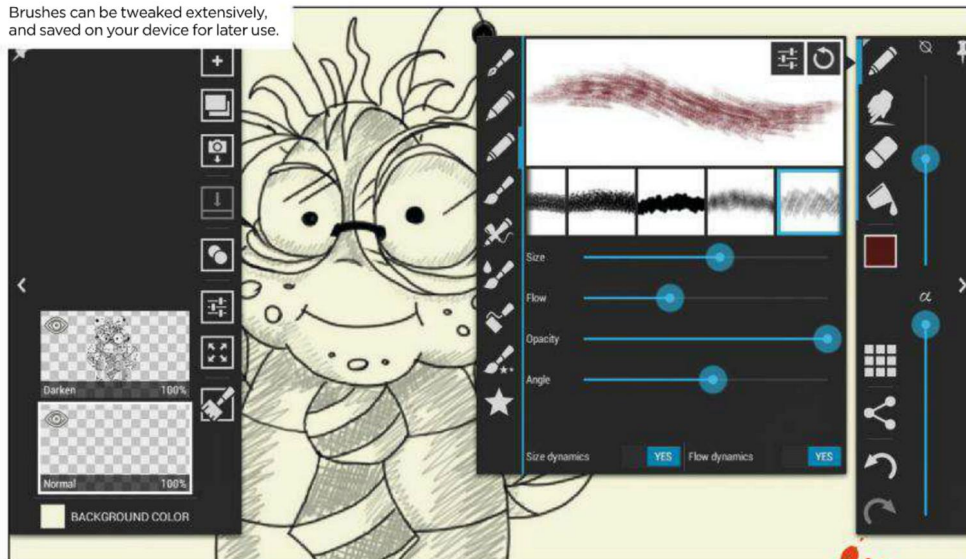 Brushes can be tweaked extensively,
and saved on your device for later use.
Size
Flow
Opacity
Angle
Size dynamics YES Flow dynamics YES
Darken 100%
Normal 100%
BACKGROUND COLOR
α